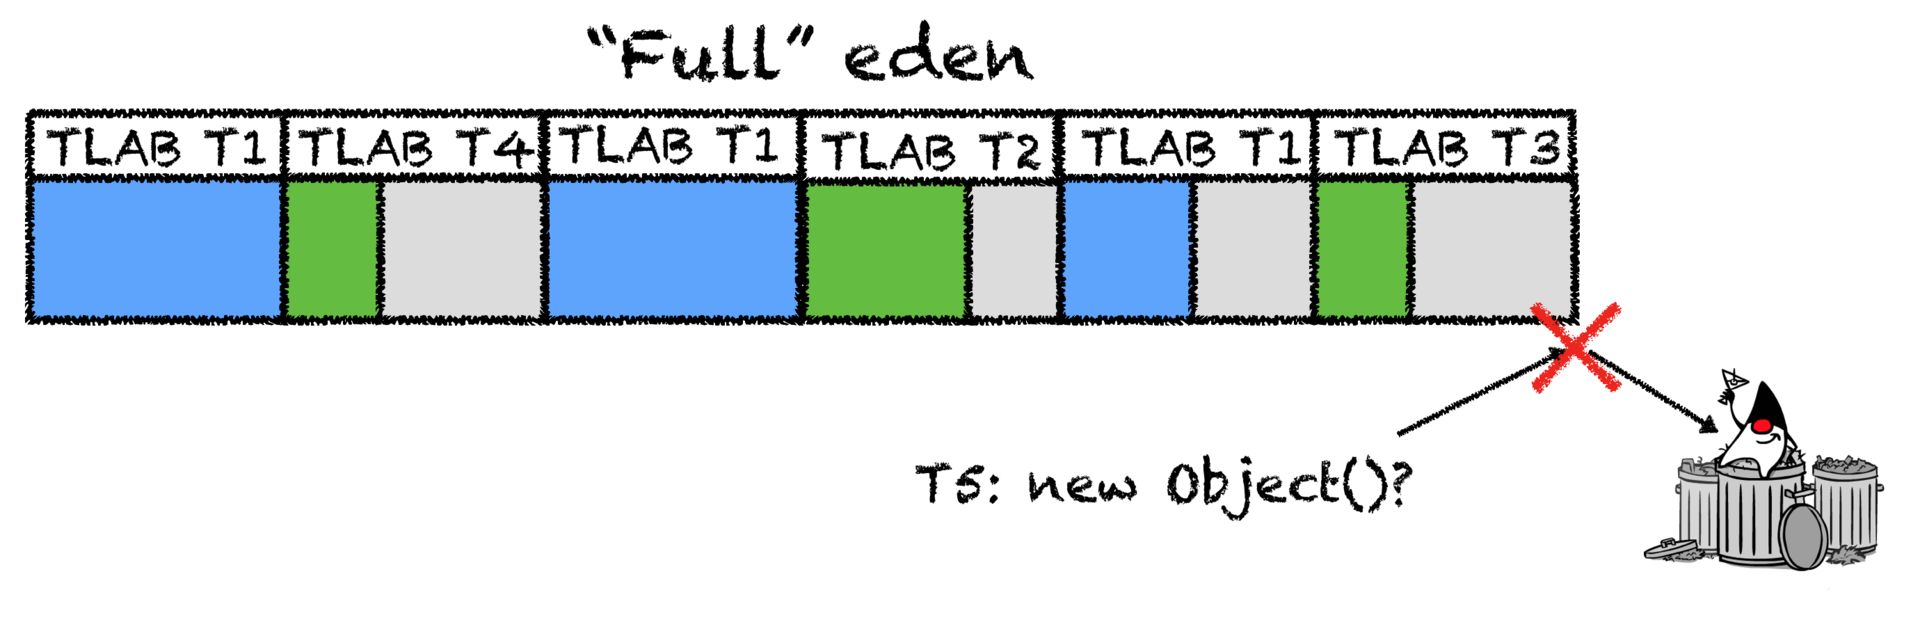 “Full” eden
TLAB T1 TLAB T4 TLAB T1 TLAB T2 TLAB T1 TLAB T3
T5: new Object()?